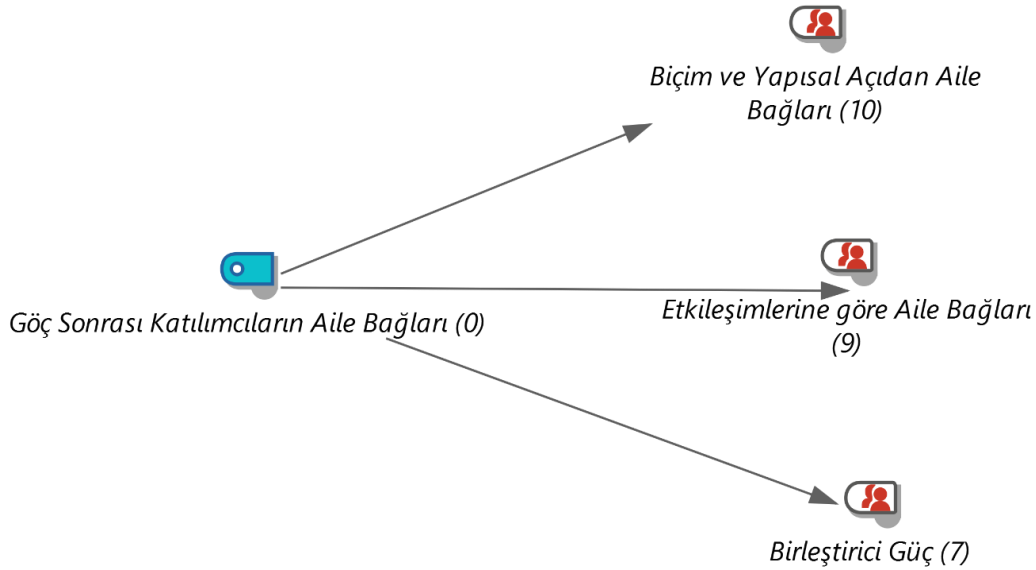 Biçim ve Yapısal Açıdan Aile
Bağları (10)
Göç Sonrası Katılımcıların Aile Bağları (0)
Etkileşimlerine göre Aile Bağları
(9)
Birleştirici Güç (7)